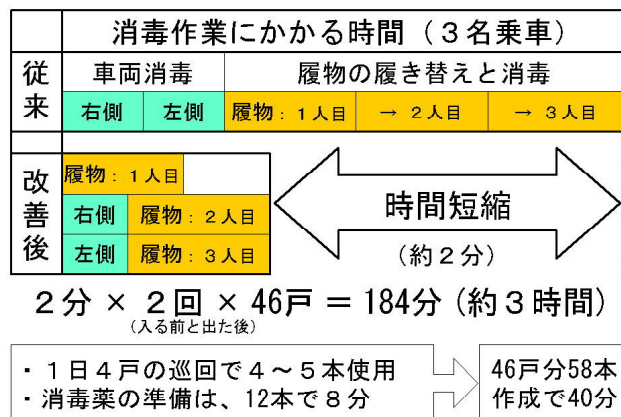 消毒作業にかかる時間（３名乗車）
従来
車両消毒 履物の履き替えと消毒
右側 左側 履物：１人目 → ２人目 → ３人目
改善後
履物：１人目
右側 履物：２人目
左側 履物：３人目
時間短縮
（約２分）
２分 × ２回 × 46戸 ＝ 184分（約３時間）
（入る前と出た後）
・１日４戸の巡回で４～５本使用
・消毒薬の準備は、12本で８分
46戸分58本
作成で40分